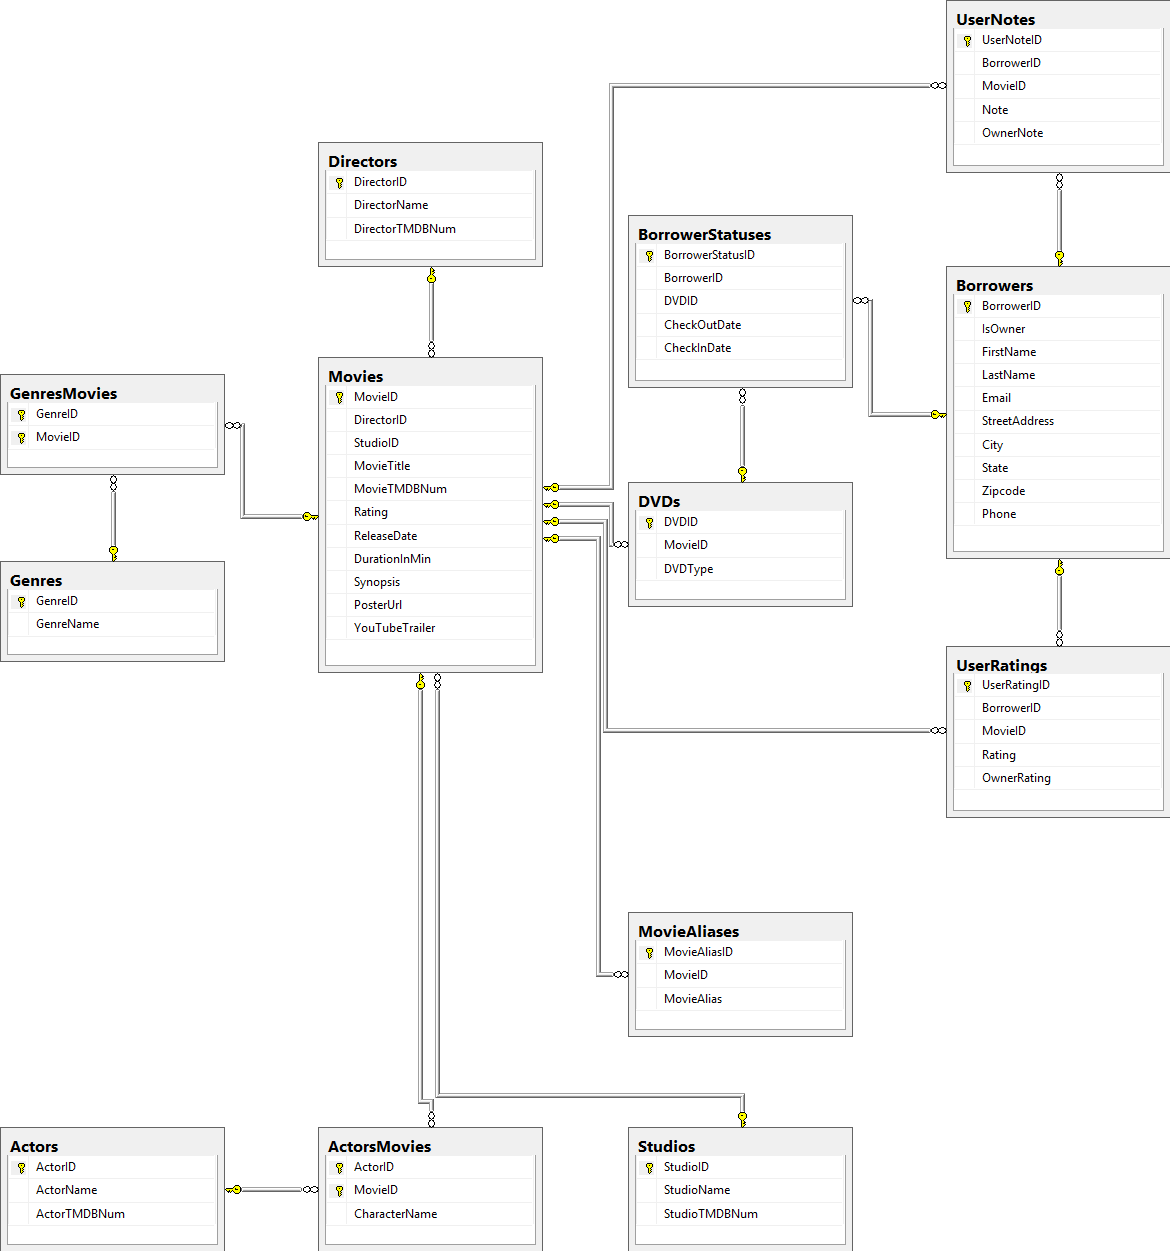 UserNotes
UserNoteID
BorrowerID
MovieID
Note
OwnerNote
Directors
DirectorID
DirectorName
DirectorTMDBNum
BorrowerStatuses
BorrowerStatusID
BorrowerID
DVDID
CheckOutDate
CheckInDate
Borrowers
BorrowerID
IsOwner
FirstName
LastName
Email
StreetAddress
City
State
Zipcode
Phone
GenresMovies
GenreID
MovieID
Movies
MovieID
DirectorID
StudioID
MovieTitle
MovieTMDBNum
Rating
ReleaseDate
DurationInMin
Synopsis
PosterUrl
YouTubeTrailer
DVDs
DVDID
MovieID
DVDType
Genres
GenreID
GenreName
UserRatings
UserRatingID
BorrowerID
MovieID
Rating
OwnerRating
MovieAliases
MovieAliasID
MovieID
MovieAlias
Actors
ActorID
ActorName
ActorTMDBNum
ActorsMovies
ActorID
MovieID
CharacterName
Studios
StudioID
StudioName
StudioTMDBNum